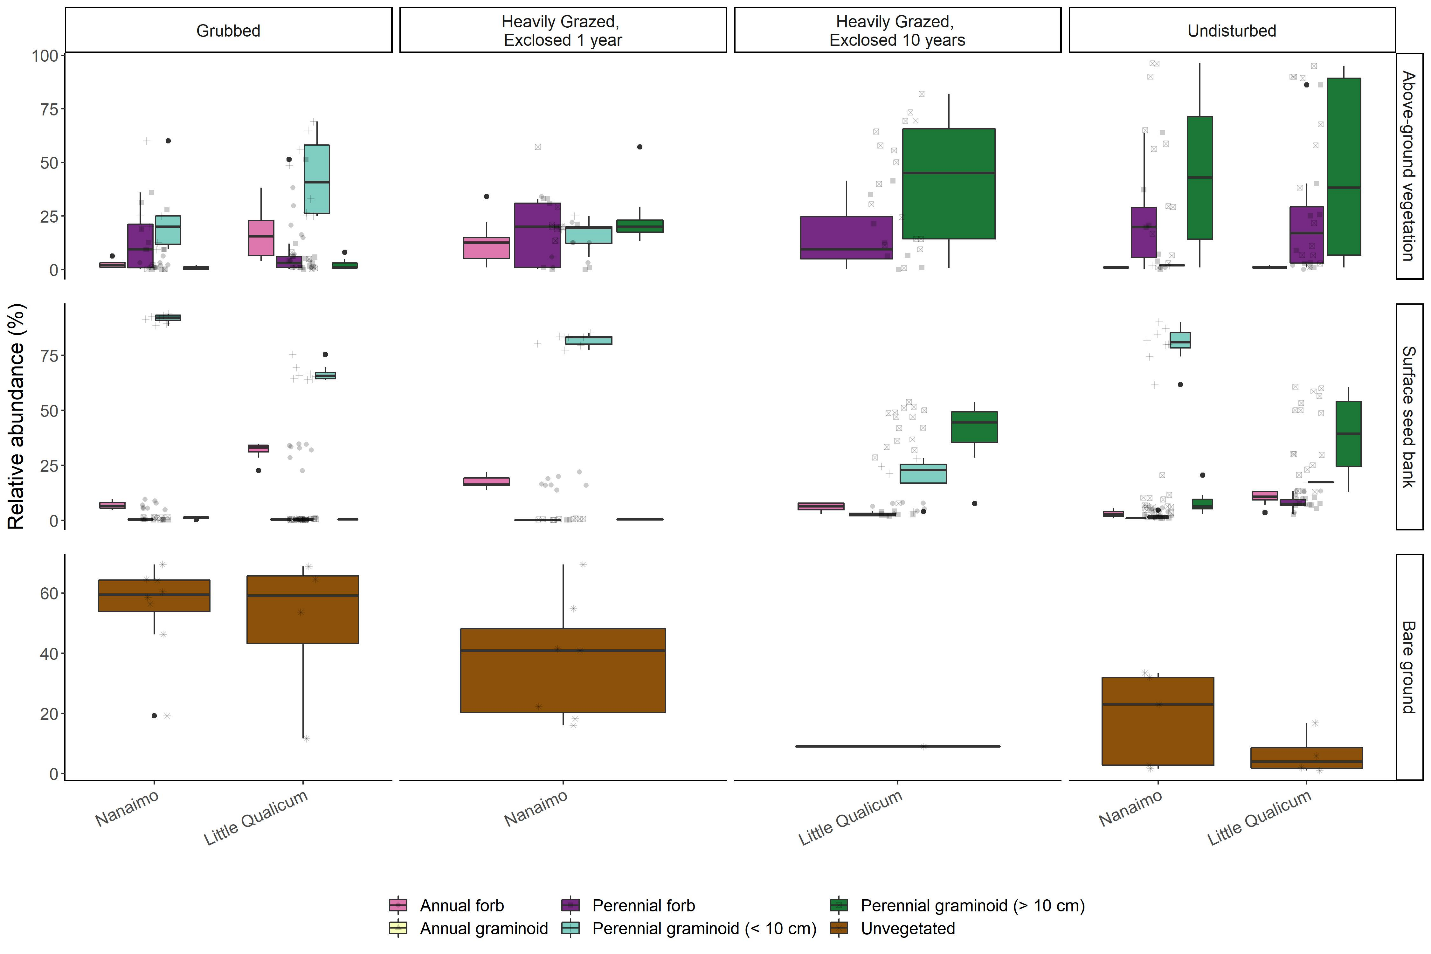 Grubbed
Heavily Grazed,
Exclosed 1 year
Heavily Grazed,
Exclosed 10 years
Undisturbed
Relative abundance (%)
100
75
50
25
0
Above-ground vegetation
75
50
25
0
Surface seed bank
60
40
20
0
Bare ground
Nanaimo
Little Qualicum
Nanaimo
Little Qualicum
Nanaimo
Little Qualicum
Annual forb
Perennial forb
Perennial graminoid (> 10 cm)
Annual graminoid
Perennial graminoid (< 10 cm)
Unvegetated